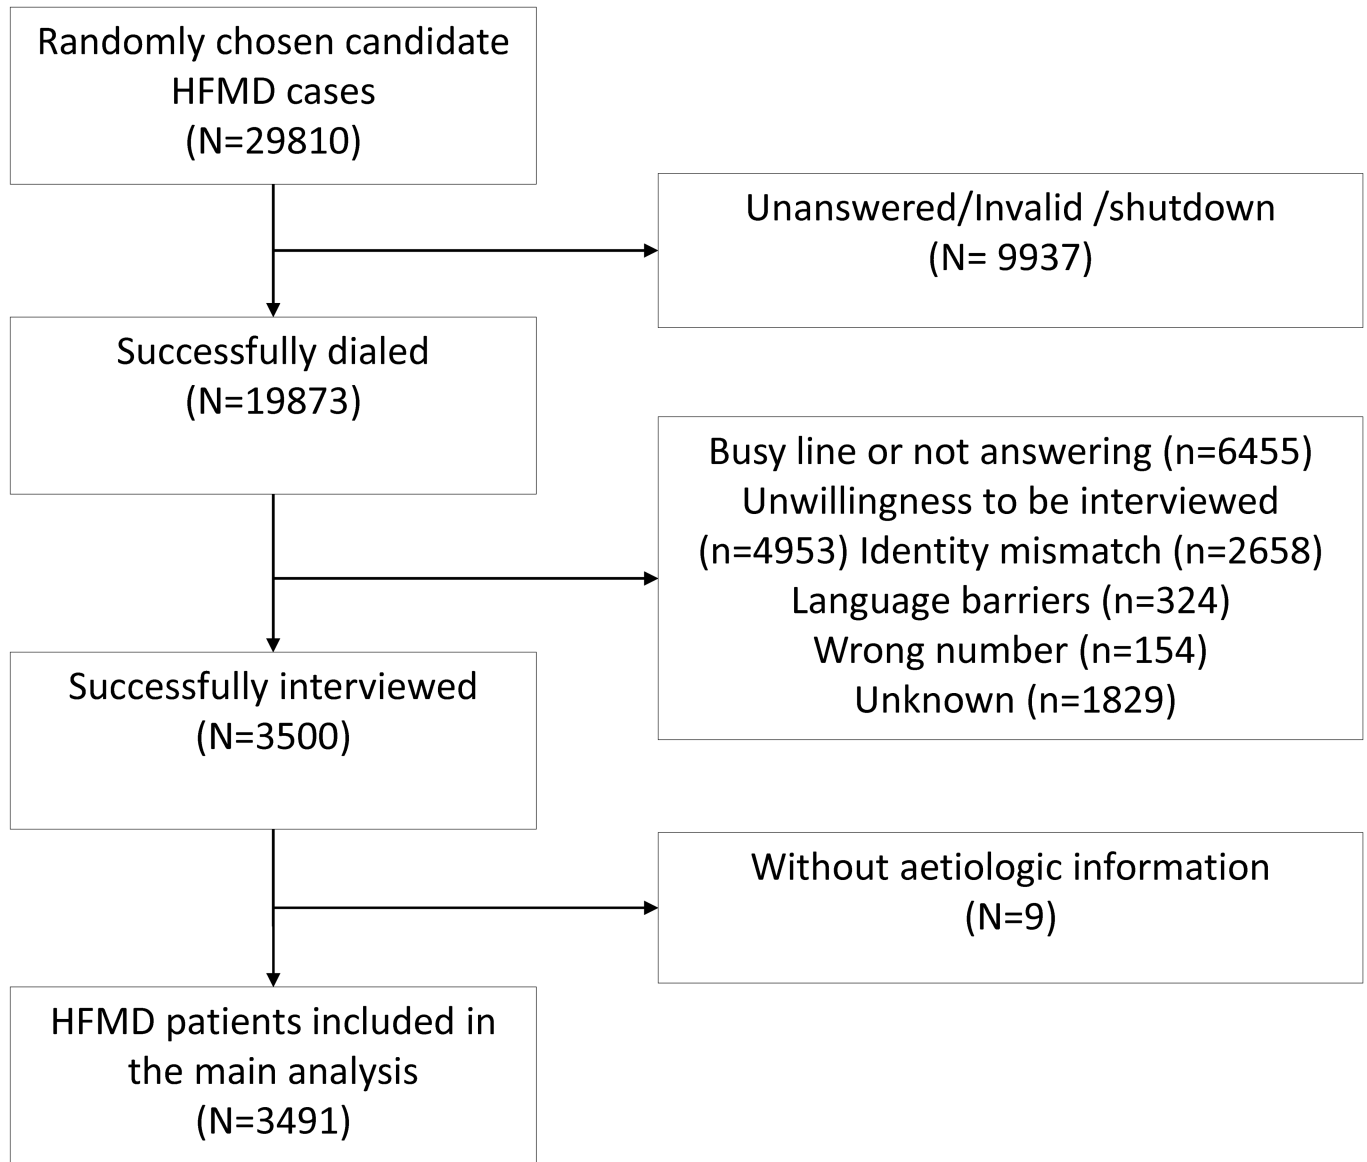 Randomly chosen candidate
HFMD cases
(N=29810)
Unanswered/Invalid /shutdown
(N= 9937)
Successfully dialed
(N=19873)
Busy line or not answering (n=6455)
Unwillingness to be interviewed
(n=4953) Identity mismatch (n=2658)
Language barriers (n=324)
Wrong number (n=154)
Unknown (n=1829)
Successfully interviewed
(N=3500)
Without aetiologic information
(N=9)
HFMD patients included in
the main analysis
(N=3491)